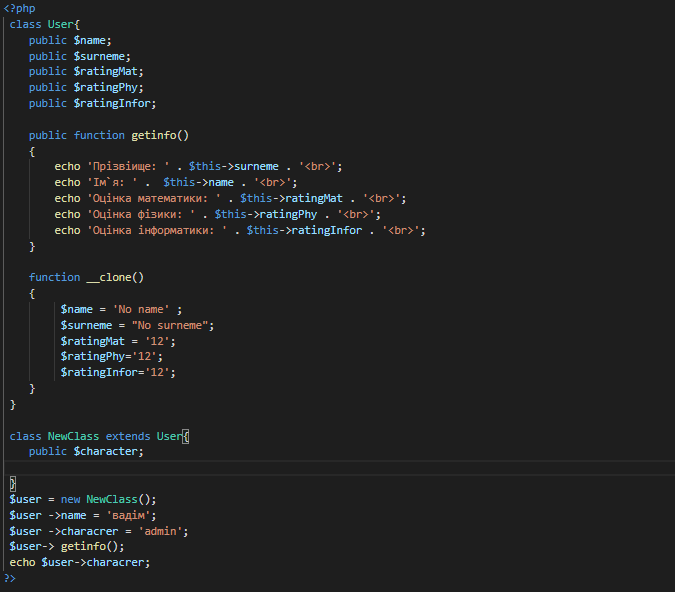 <?php
class User{
public $name;
public $surneme;
public $ratingMat;
public $ratingPhy;
public $ratingInfor;
public function getinfo()
{
echo 'Прізвіище: ' . $this->surneme . '<br>';
echo 'Ім`я: ' .  $this->name . '<br>';
echo 'Оцінка математики: ' . $this->ratingMat . '<br>';
echo 'Оцінка фізики: ' . $this->ratingPhy . '<br>';
echo 'Оцінка інформатики: ' . $this->ratingInfor . '<br>';
}
function __clone()
{
$name = 'No name' ;
$surneme = "No surneme";
$ratingMat = '12';
$ratingPhy='12';
$ratingInfor='12';
}
}
class NewClass extends User{
public $character;
}
$user = new NewClass();
$user ->name = 'вадім';
$user ->characrer = 'admin';
$user-> getinfo();
echo $user->characrer;
?>